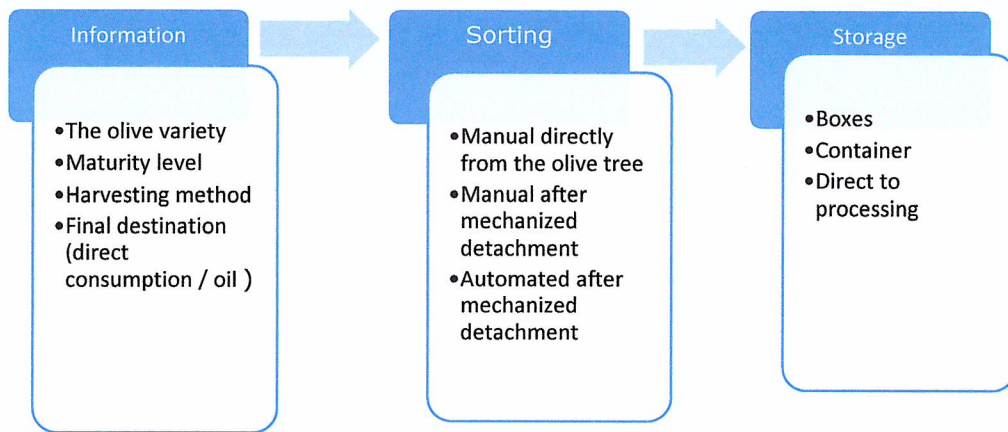 Information
•The olive variety
•Maturity level
•Harvesting method
•Final destination
(direct
consumption / oil )
Sorting
•Manual directly
from the olive tree
•Manual after
mechanized
detachment
•Automated after
mechanized
detachment
Storage
•Boxes
•Container
•Direct to
processing